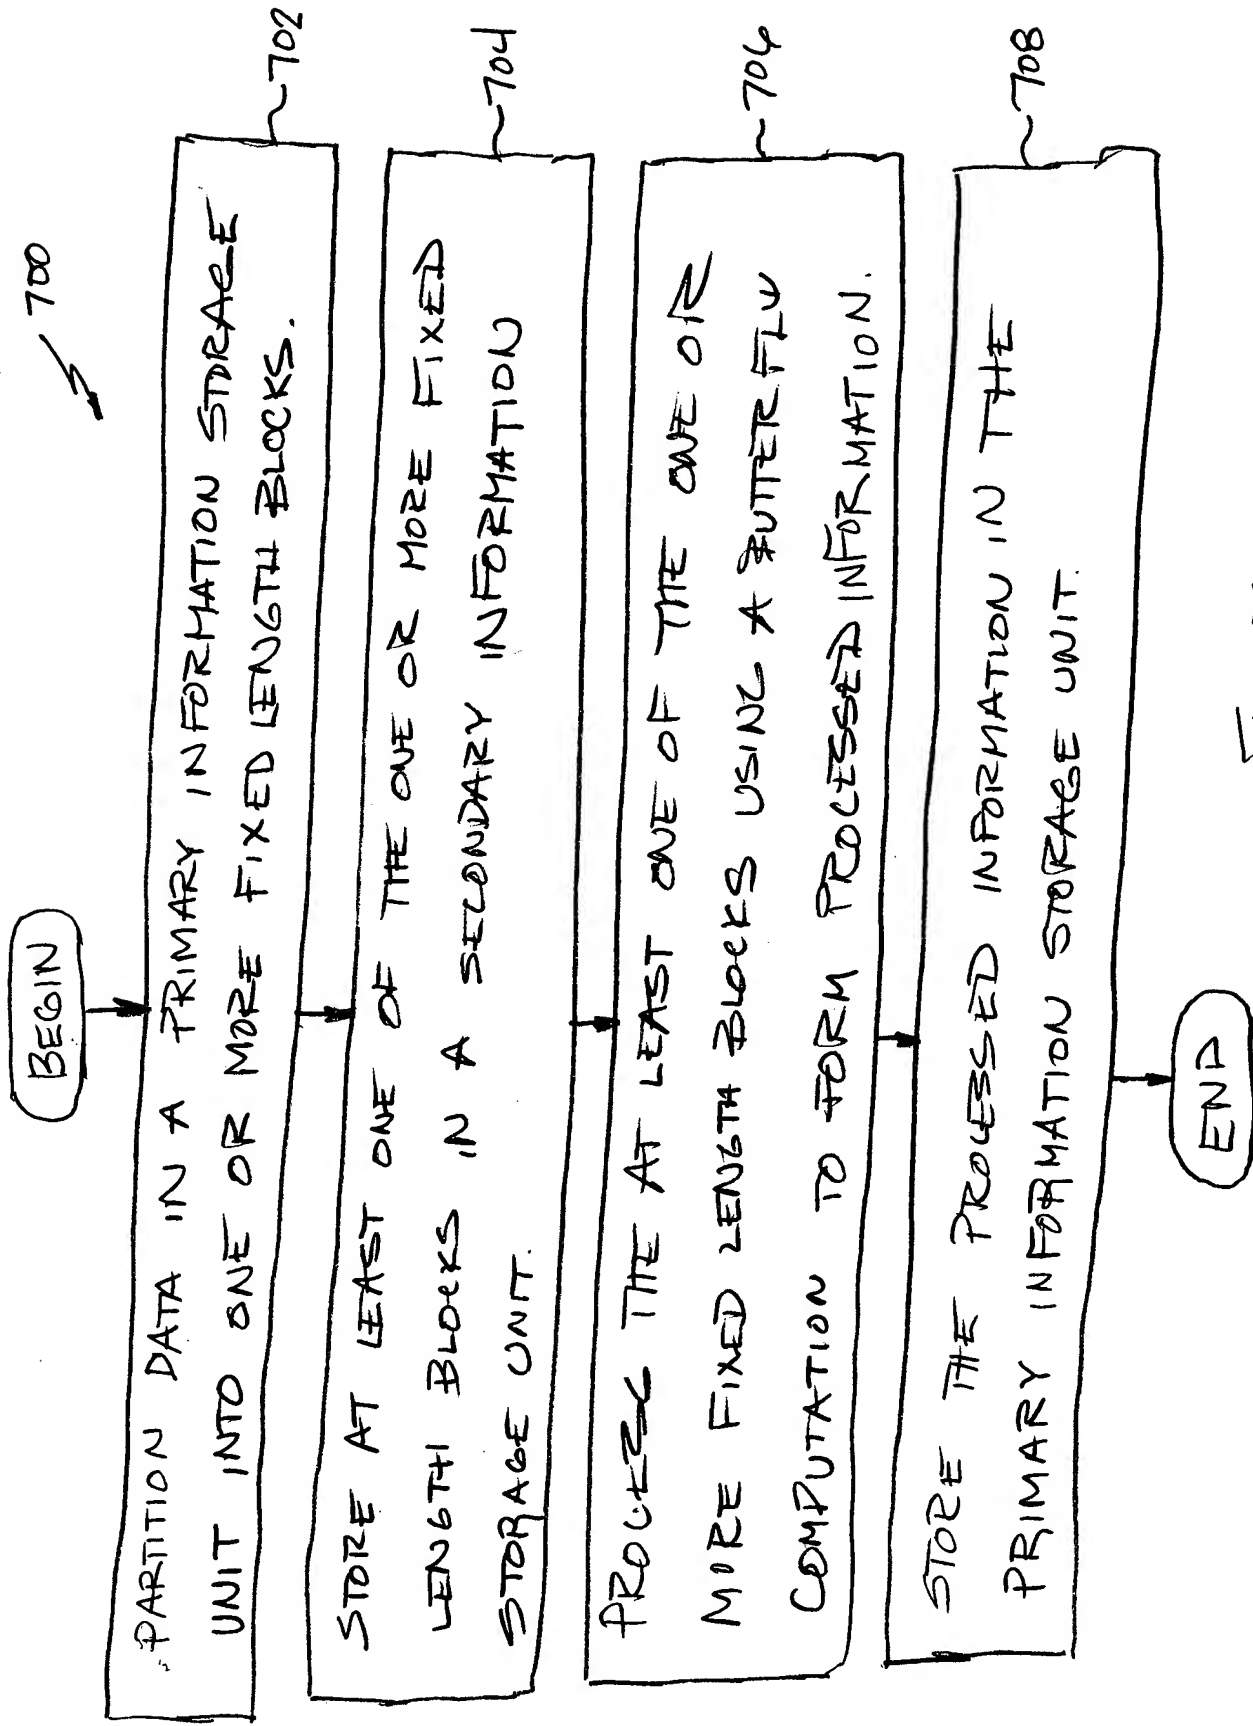 700
BEGIN
PARTITION DATA IN A PRIMARY INFORMATION STORAGE
UNIT INTO ONE OR MORE FIXED LENGTH BLOCKS.
702
STORE AT LEAST ONE OF THE ONE OR MORE FIXED
LENGTH BLOCKS IN A SECONDARY INFORMATION
STORAGE UNIT.
704
PROCESS THE AT LEAST ONE OF THE ONE OR
MORE FIXED LENGTH BLOCKS USING A BUTTERFLY
COMPUTATION TO FORM PROCESSED INFORMATION.
706
STORE THE PROCESSED INFORMATION IN THE
PRIMARY INFORMATION STORAGE UNIT.
708
END